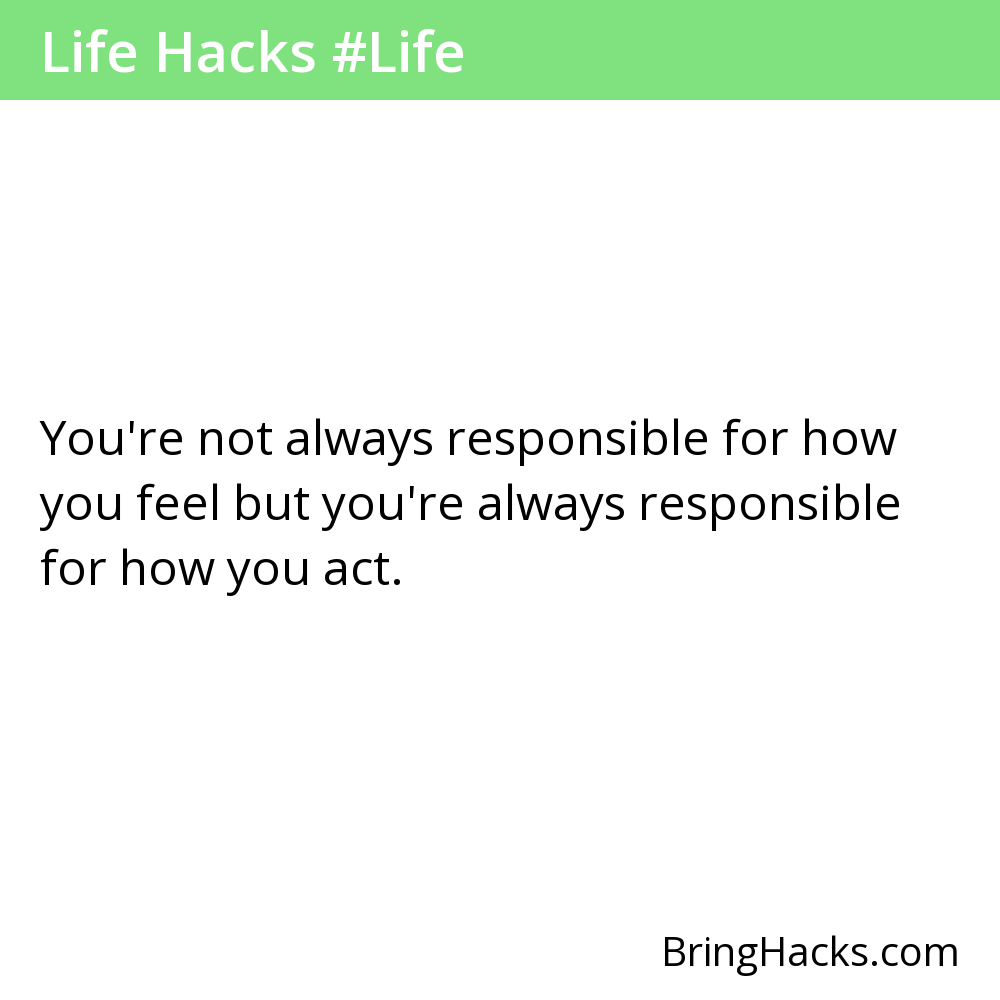 Life Hacks #Life
You're not always responsible for how
you feel but you're always responsible
for how you act.
BringHacks.com